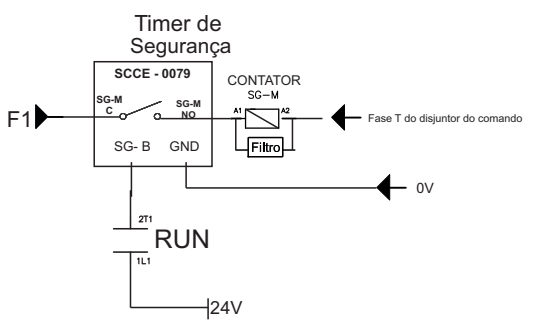 Timer de
Segurança
SCCE - 0079
CONTATOR
SG-M
SG-M
C
SG-M
NO
A1
A2
F1
Fase T do disjuntor do comando
Filtro
SG- B
GND
0V
2T1
RUN
1L1
24V